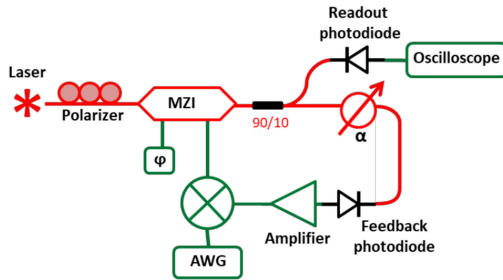 Readout
photodiode
Oscilloscope
Laser
Polarizer
MZI
90/10
α
φ
Amplifier
Feedback
photodiode
AWG